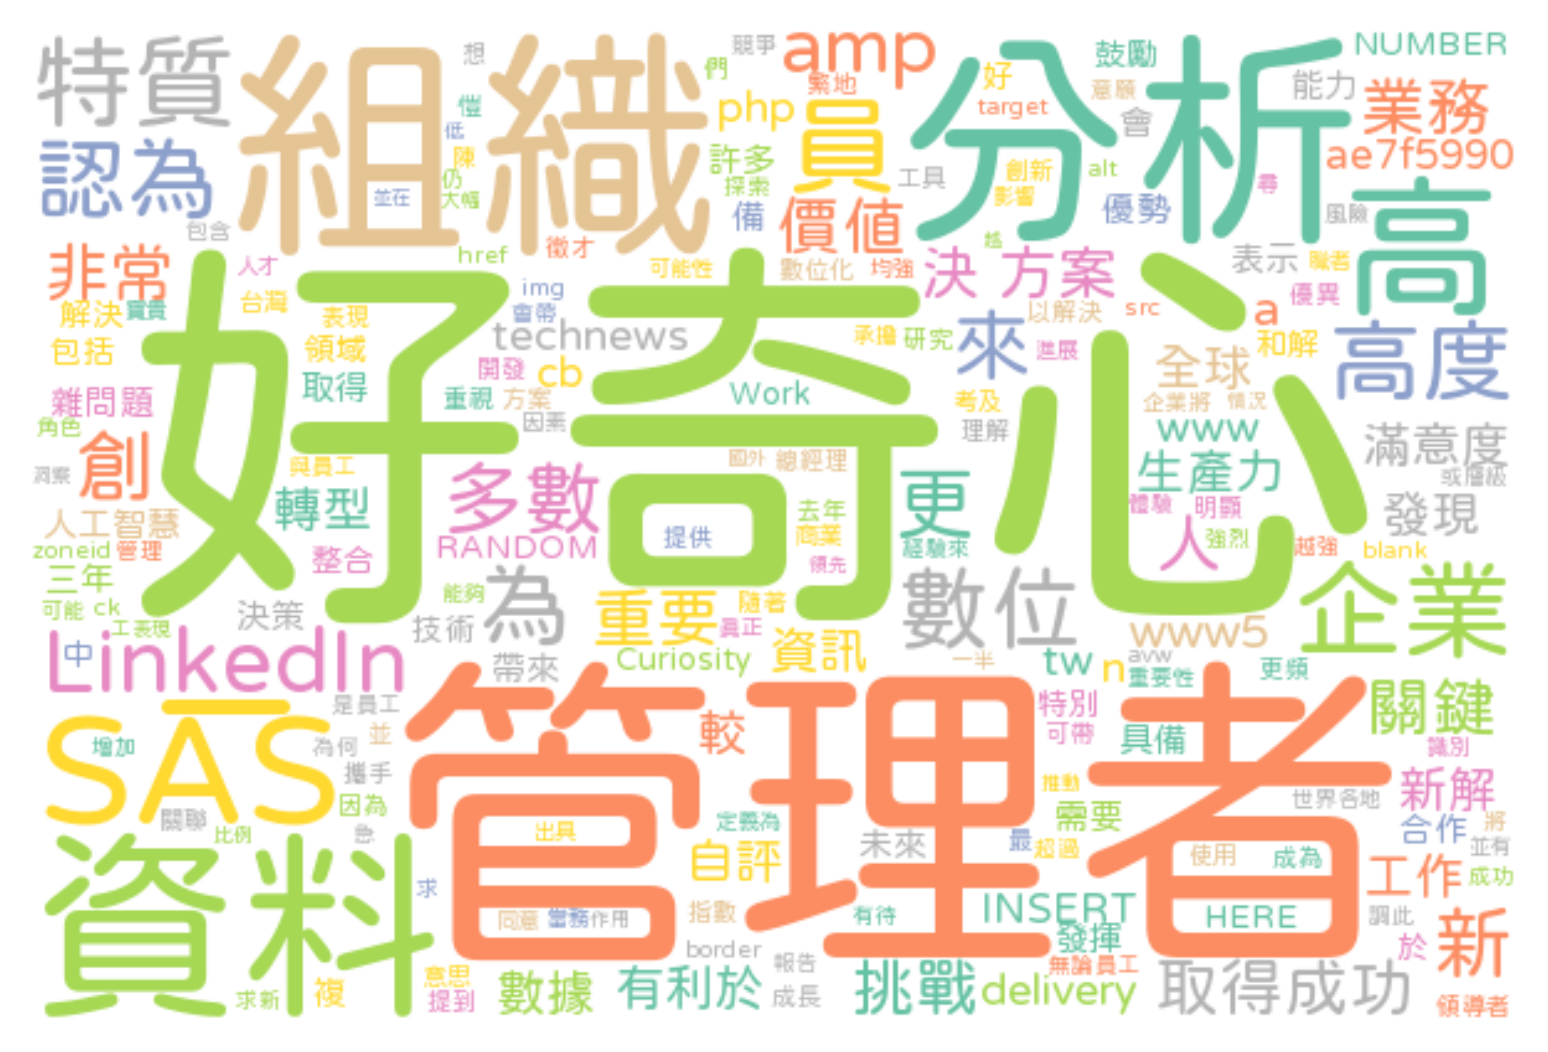 特質
組織
想
們
競爭
amp
繁地
好
分析
鼓勵
NUMBER
意願
能力
業務
愷
低
陳
仍
大幅
並在
php
許多
探索
員
target
會
工具
創新
影響
alt
ae7f5990
認為
包含
備
價值
優勢
尋
風險
高
非常
人才
href
徵才
可能性
數位化
均強
越
決 方案
表示
職者
優異
解決
寶貴
台灣
表現
img
會帶
technews
承擔
研究
來
以解決
進展
src
a
和解
高度
包括
領域
取得
開發
cb
重視
方案
Work
全球
企業將
情況
雜問題
角色
好奇心
因素
考及
理解
www
滿意度
洞察
創
與員工
多數
國外
總經理
更
生產力
或層級
人工智慧
轉型
提供
去年
商業
體驗
明顯
發現
zoneid
管理
整合
RANDOM
領先
經驗來
人
強烈
越強
blank
三年
可能
ck
工表現
決策
能夠
技術
為
重要
隨著
真正
數位
企業
LinkedIn
中
帶來
Curiosity
資訊
一半
www5
tw
n
avw
重要性
更頻
是員工
SAS
增加
為何
並
攜手
因為
管理者
較
特別
可帶
具備
關鍵
識別
關聯
比例
急
出具
定義為
自評
未來
推動
需要
最
超過
世界各地
新解
合作
將
並有
資料
求
同意
當務
作用
指數
有待
INSERT
使用
成為
HERE
工作
成功
調此
於
新
求新
複
意思
提到
數據
有利於
border
報告
成長
挑戰
發揮
無論員工
delivery
取得成功
領導者